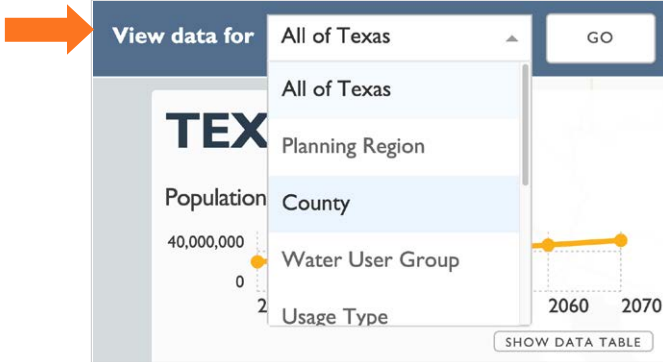 View data for All of Texas GO
All of Texas
TEX
Planning Region
Population
County
40,000,000
Water User Group
0
2 2060 2070
Usage Type
SHOW DATA TABLE